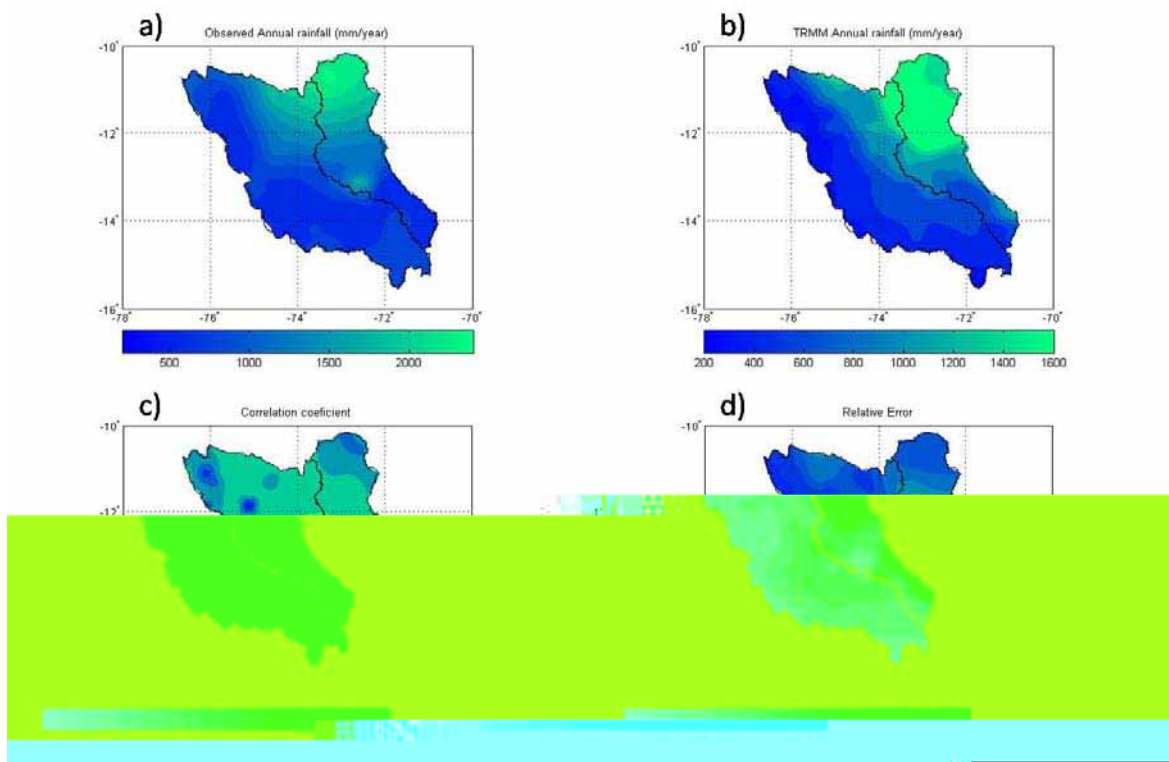 a)
Observed Annual rainfall (mm/year)
-10°
-12°
-14°
-16°
-78° -76° -74° -72° -70°
500 1000 1500 2000
b)
TRMM Annual rainfall (mm/year)
-10°
-12°
-14°
-16°
-78° -76° -74° -72° -70°
200 400 600 800 1000 1200 1400 1600
c)
Correlation coeficient
-10°
-12°
d)
Relative Error
-10°